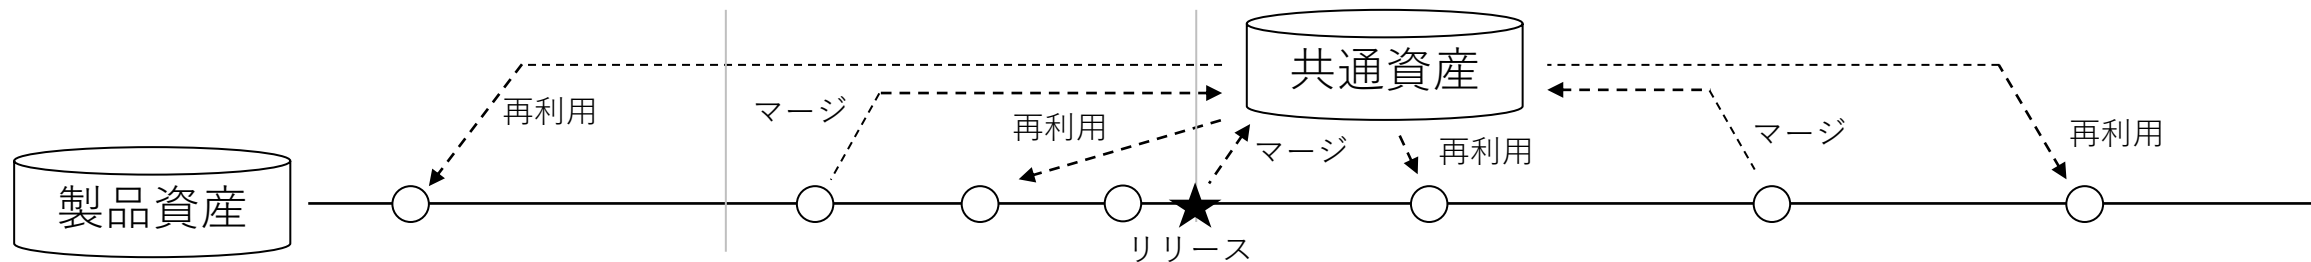 共通資産
再利用
マージ
再利用
マージ
再利用
マージ
再利用
製品資産
リリース